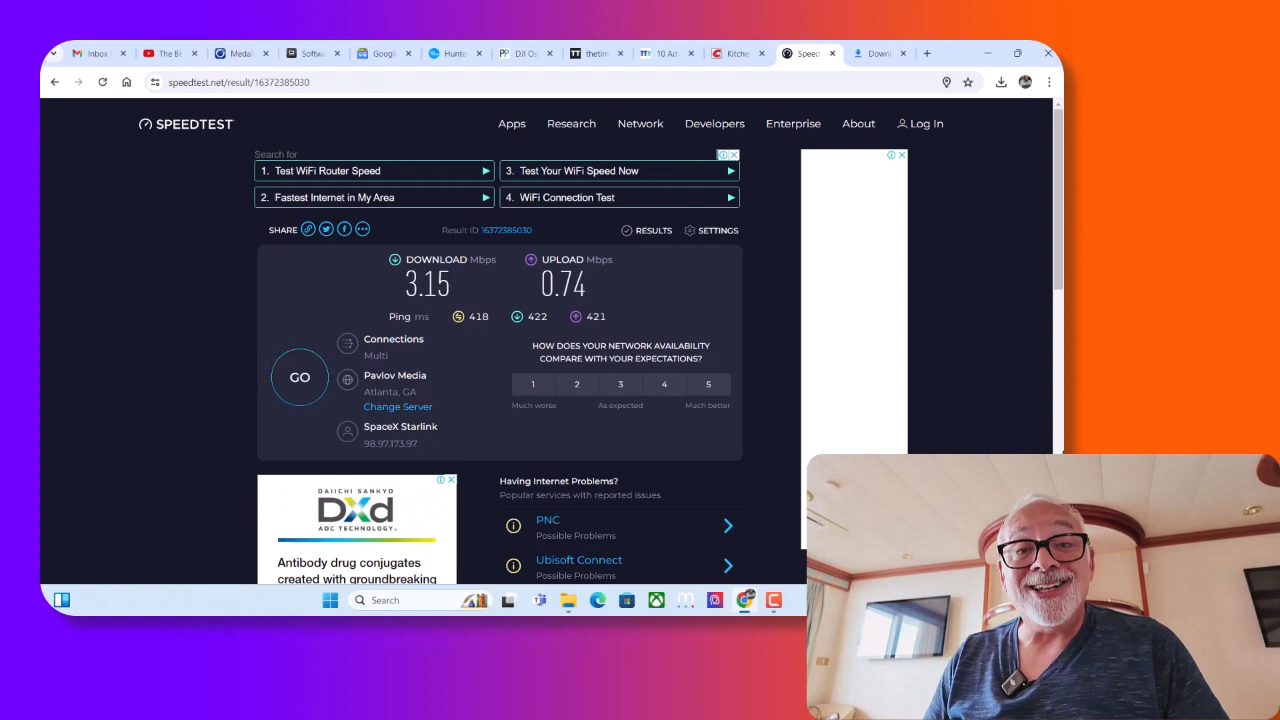 Inbox
The BE
Medail
Softwa
Google
Hunte
DJI Os
thetim
10 Ad
Kitche
Speed
Downl
speedtest.net/result/16372385030
SPEEDTEST
Apps
Research
Network
Developers
Enterprise
About
Log In
Search for
1. Test WiFi Router Speed
3. Test Your WiFi Speed Now
2. Fastest Internet in My Area
4. WiFi Connection Test
SHARE
Result ID 16372385030
RESULTS
SETTINGS
DOWNLOAD Mbps
3.15
UPLOAD Mbps
0.74
Ping ms
418
422
421
GO
Connections
Multi
Pavlov Media
Atlanta, GA
Change Server
SpaceX Starlink
98.97.173.97
HOW DOES YOUR NETWORK AVAILABILITY
COMPARE WITH YOUR EXPECTATIONS?
1 2 3 4 5
Much worse
As expected
Much better
DAIICHI SANKYO
DXd
ADC TECHNOLOGY
Antibody drug conjugates
created with groundbreaking
Having Internet Problems?
Popular services with reported issues
PNC
Possible Problems
Ubisoft Connect
Possible Problems
Search